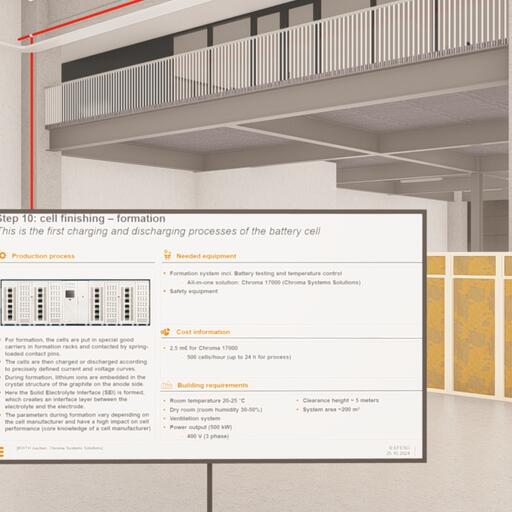 Step 10: cell finishing – formation
This is the first charging and discharging processes of the battery cell
Production process
For formation, the cells are put in special good
carriers in formation racks and contacted by spring-
loaded contact pins.
The cells are then charged or discharged according
to precisely defined current and voltage curves.
During formation, lithium ions are embedded in the
crystal structure of the graphite on the anode side.
Here the Solid Electrolyte Interface (SEI) is formed,
which creates an interface layer between the
electrolyte and the electrode.
The parameters during formation vary depending on
the cell manufacturer and have a high impact on cell
performance (core knowledge of a cell manufacturer)
Needed equipment
Formation system incl. Battery testing and temperature control
All-in-one solution: Chroma 17000 (Chroma Systems Solutions)
Safety equipment
Cost information
2.5 m€ for Chroma 17000
500 cells/hour (up to 24 h for process)
Building requirements
Room temperature 20-25 °C
Dry room (room humidity 30-50%)
Ventilation system
Power output (500 kW)
400 V (3 phase)
Clearance height ≈ 5 meters
System area ≈200 m²
Chroma Systems Solutions